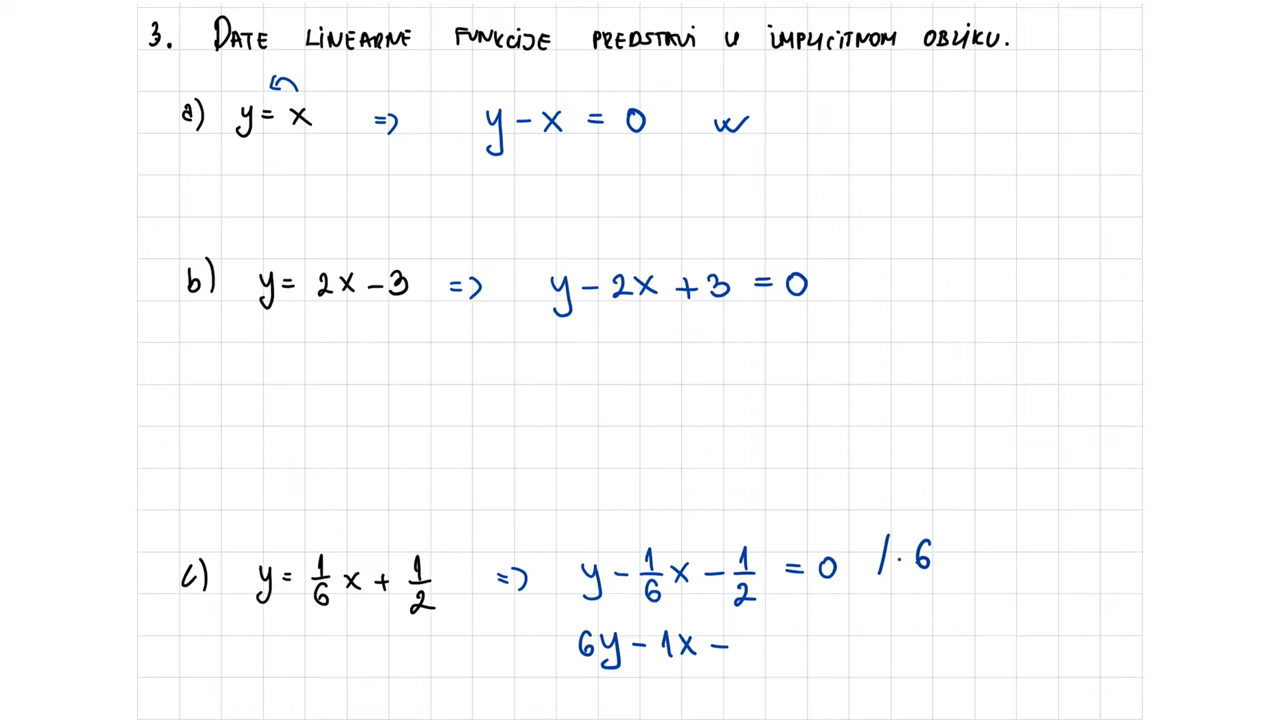 3. DATE LINEARNE FUNKCIJE PREDSTAVI U IMPLICITNOM OBLIKU.
a) y = x => y - x = 0
b) y = 2x - 3 => y - 2x + 3 = 0
c) y = 1/6 x + 1/2 => y - 1/6 x - 1/2 = 0 /· 6
6y - 1x -